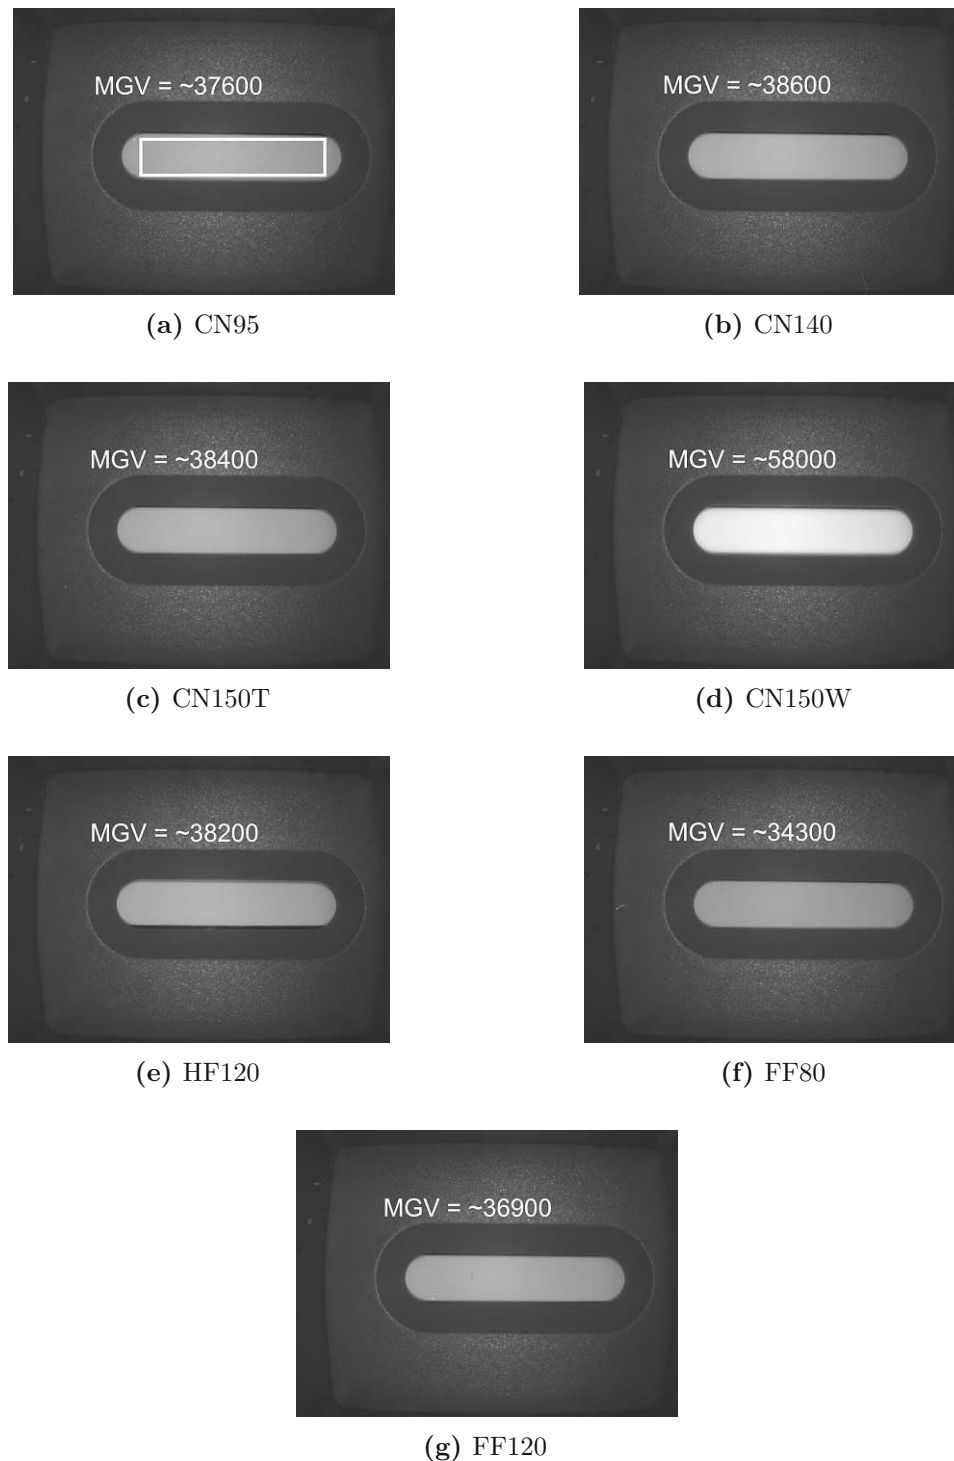 MGV = ~37600
MGV = ~38600
(a) CN95
(b) CN140
MGV = ~38400
MGV = ~58000
(c) CN150T
(d) CN150W
MGV = ~38200
MGV = ~34300
(e) HF120
(f) FF80
MGV = ~36900
(g) FF120